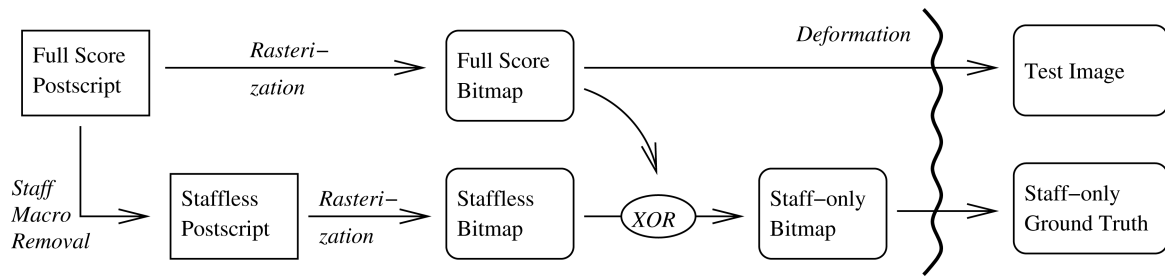 Full Score
Postscript
Rasteri−
zation
Full Score
Bitmap
Deformation
Test Image
Staff
Macro
Removal
Staffless
Postscript
Rasteri−
zation
Staffless
Bitmap
XOR
Staff−only
Bitmap
Staff−only
Ground Truth